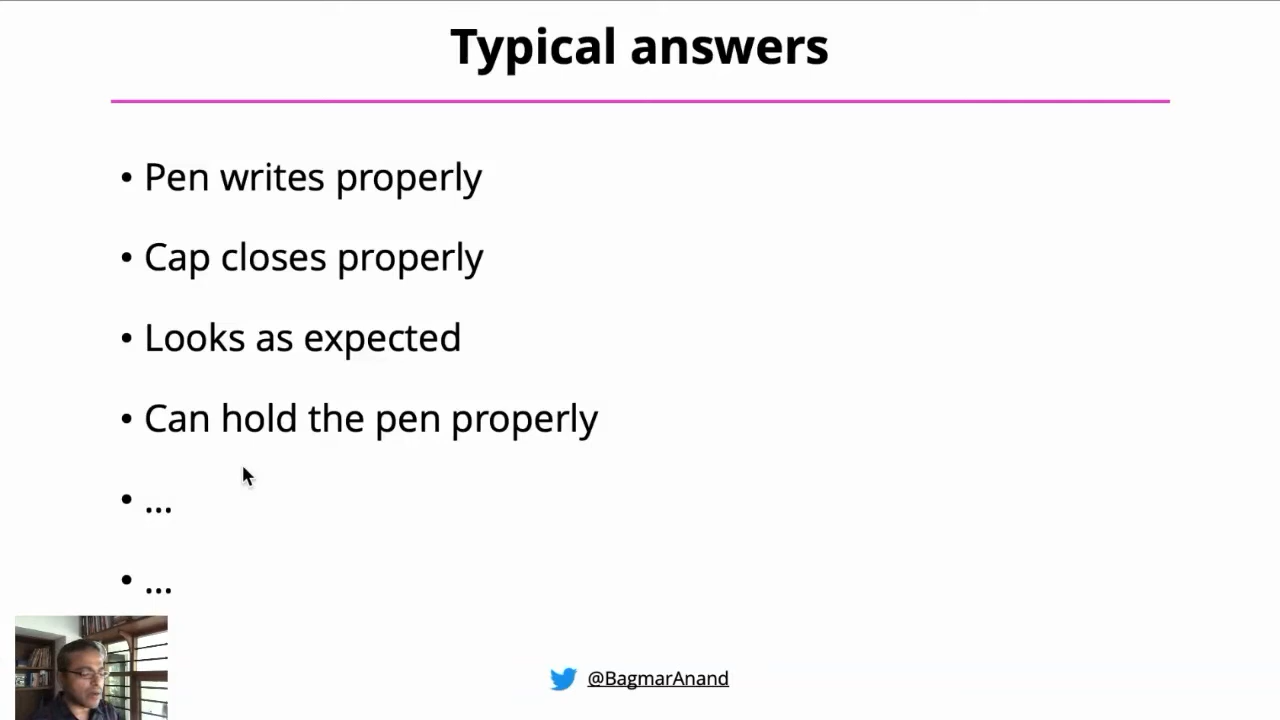 Typical answers
• Pen writes properly
• Cap closes properly
• Looks as expected
• Can hold the pen properly
• ...
• ...
@BagmarAnand